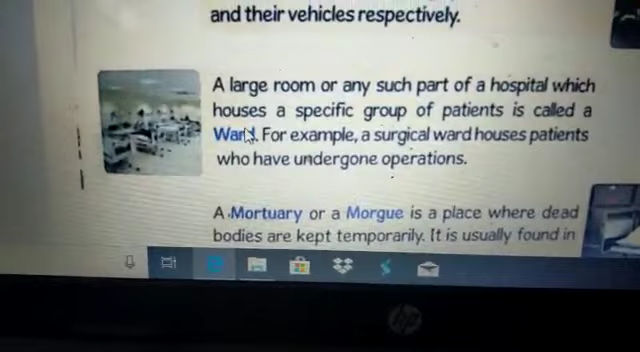 and their vehicles respectively.
A large room or any such part of a hospital which
houses a specific group of patients is called a
Ward. For example, a surgical ward houses patients
who have undergone operations.
A Mortuary or a Morgue is a place where dead
bodies are kept temporarily. It is usually found in
hp